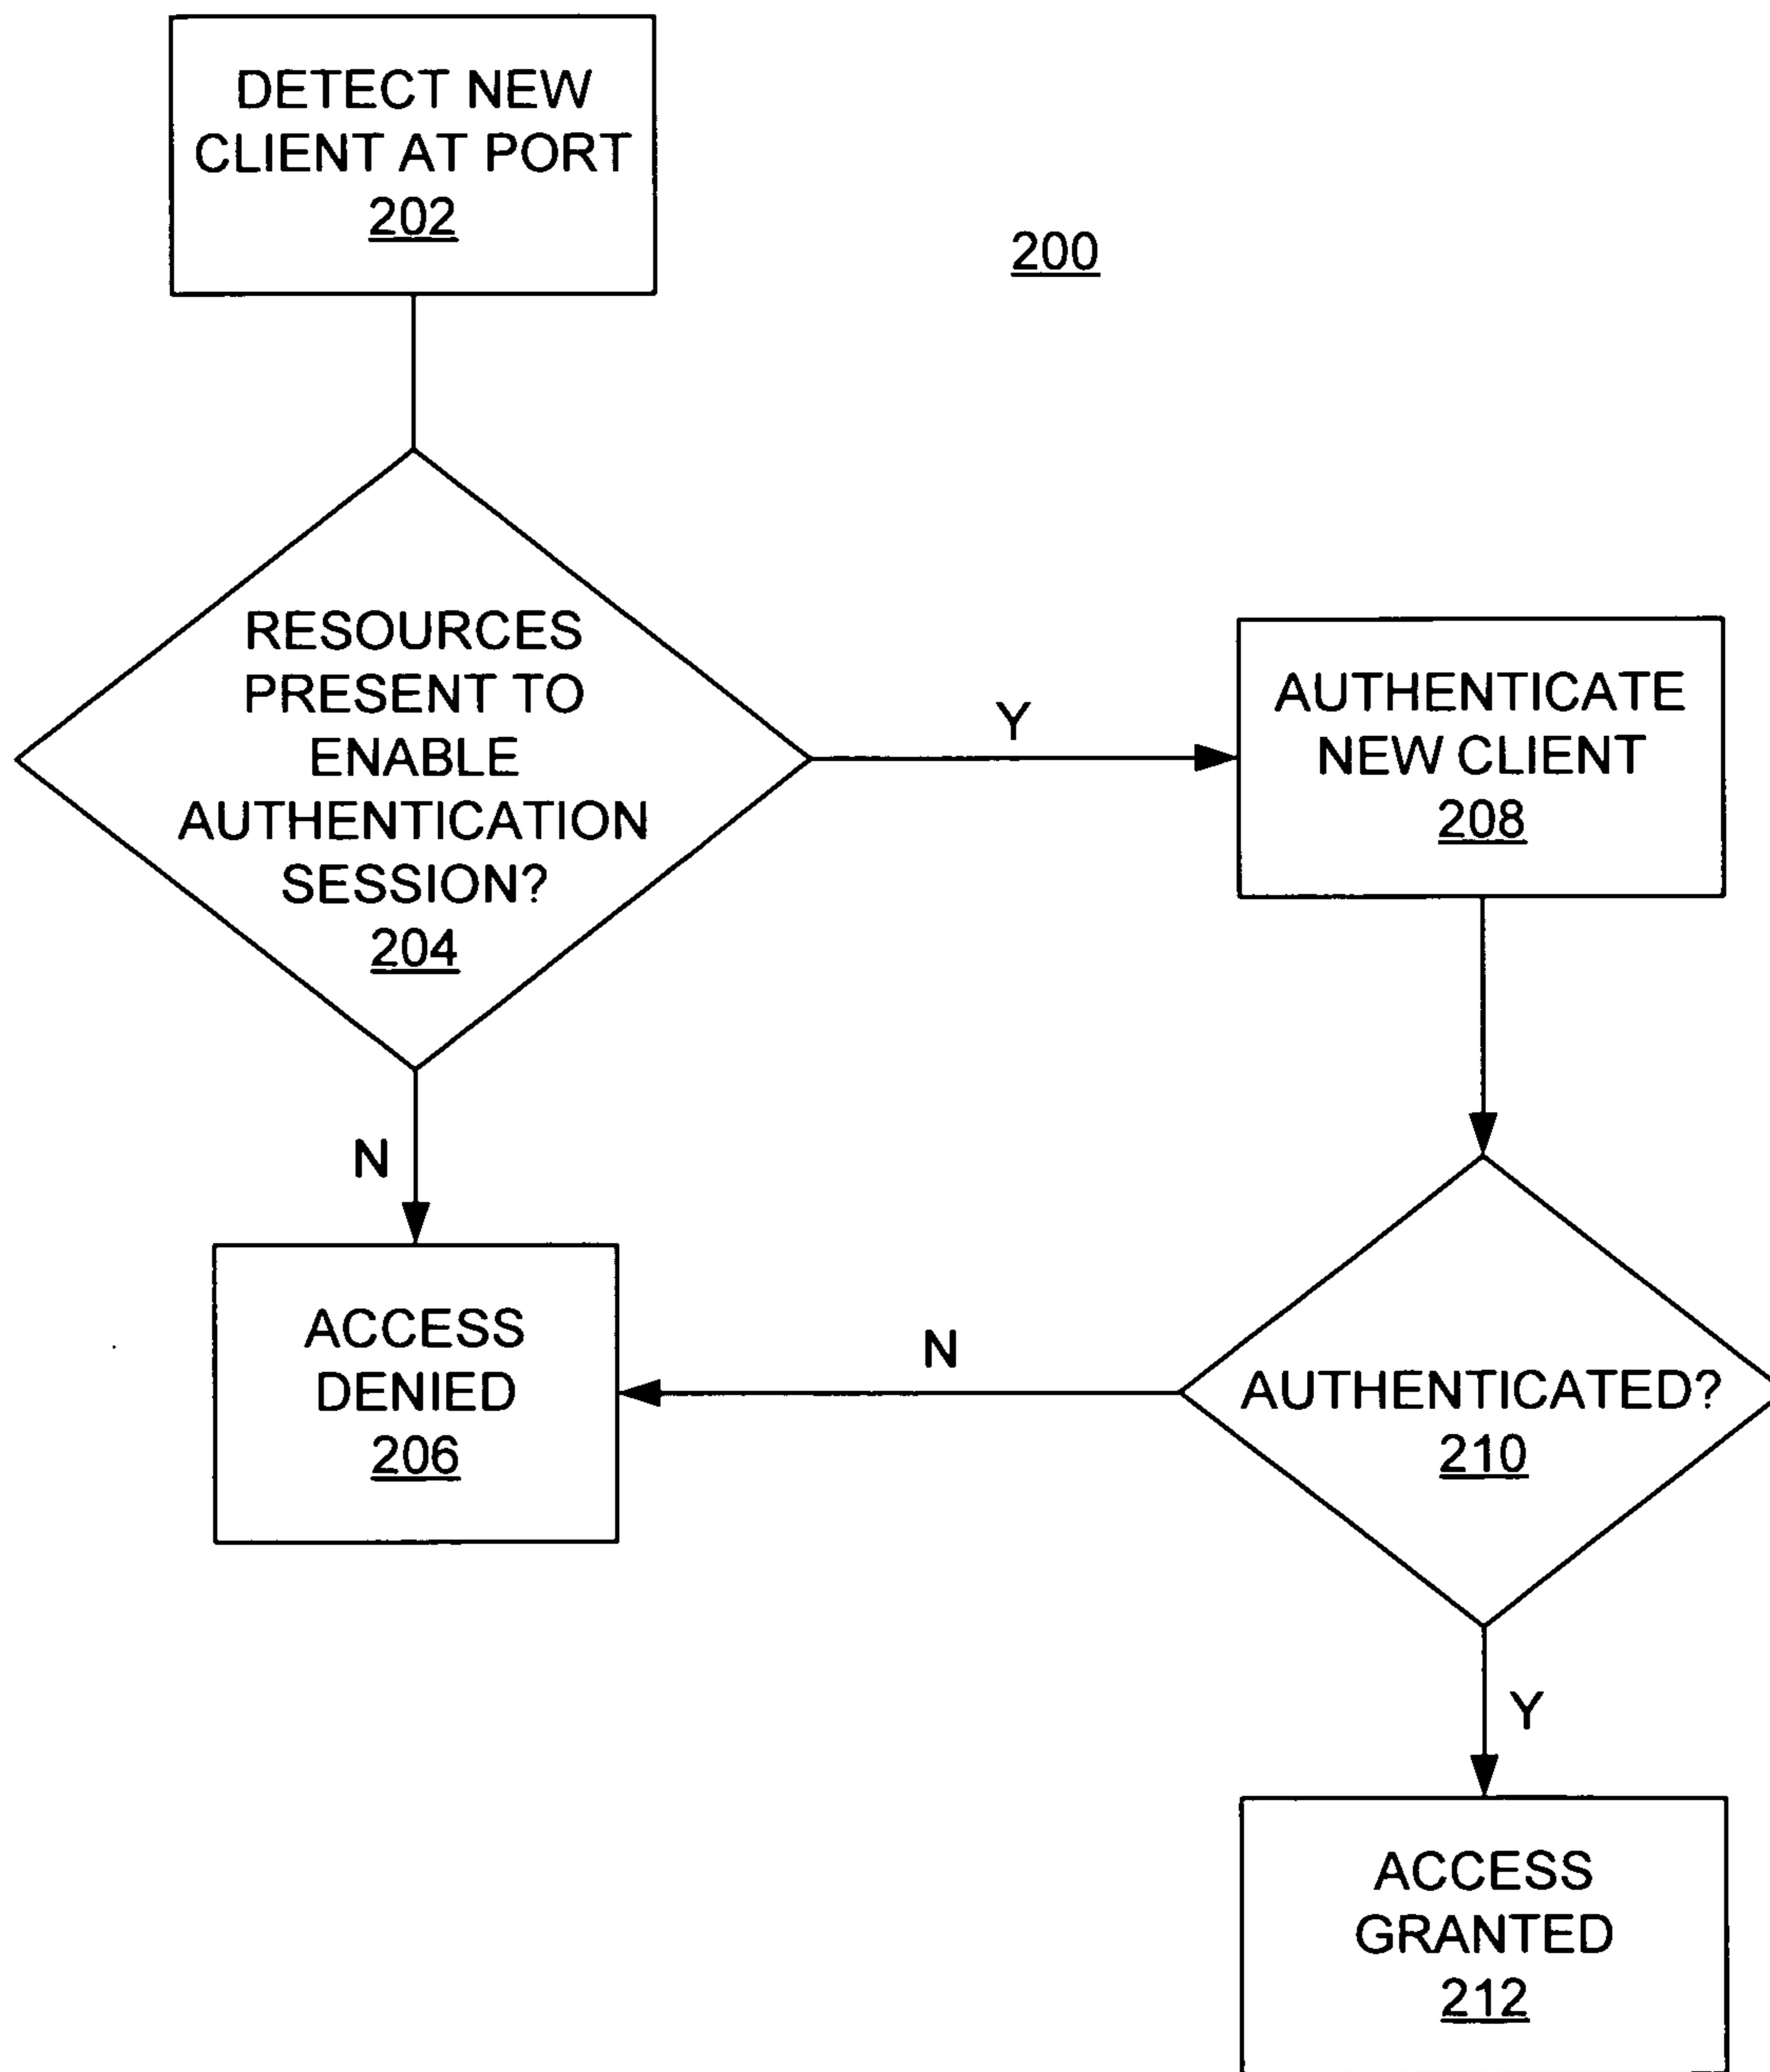 DETECT NEW
CLIENT AT PORT
202
200
RESOURCES
PRESENT TO
ENABLE
AUTHENTICATION
SESSION?
204
Y
AUTHENTICATE
NEW CLIENT
208
N
ACCESS
DENIED
206
N
AUTHENTICATED?
210
Y
ACCESS
GRANTED
212